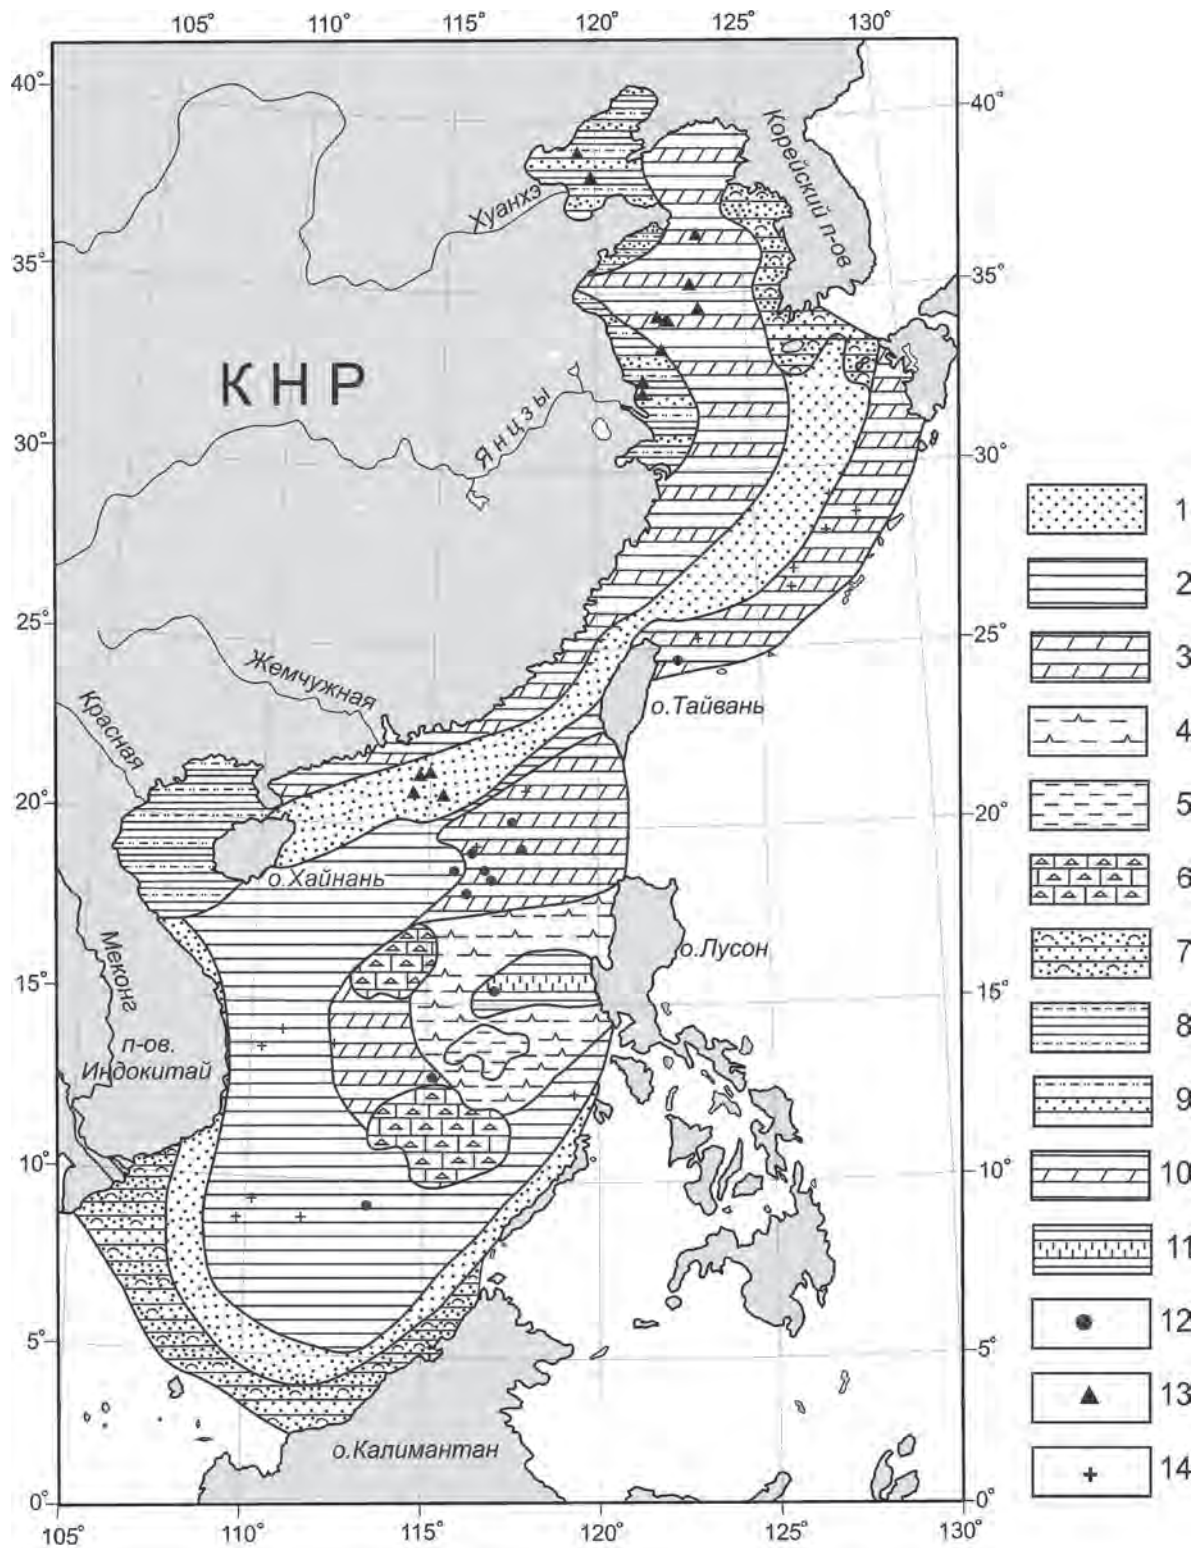 105° 110° 115° 120° 125° 130°
40°
40°
Корейский п-ов
Хуанхэ
35°
35°
КНР
Янцзы
30°
30°
1
2
25°
25°
3
Жемчужная
Красная
о.Тайвань
4
20°
20°
5
о.Хайнань
6
Меконг
о.Лусон
7
15°
15°
8
п-ов.
Индокитай
9
10°
10°
10
11
12
5°
5°
13
о.Калимантан
14
0°
0°
105° 110° 115° 120° 125° 130°